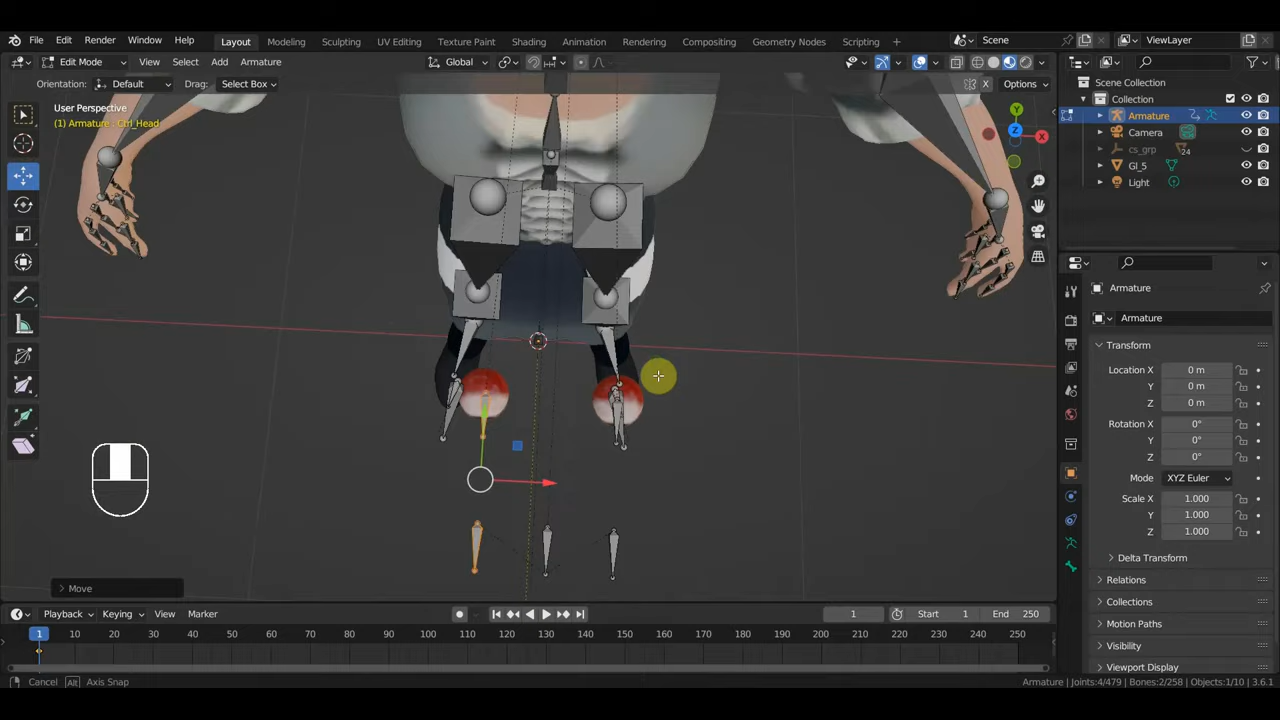 File Edit Render Window Help Layout Modeling Sculpting UV Editing Texture Paint Shading Animation Rendering Compositing Geometry Nodes Scripting + Scene ViewLayer
Edit Mode View Select Add Armature Global
Orientation: Default Drag: Select Box X Options
User Perspective
(1) Armature : Ctrl_Head
Y
Z
X
Move
Scene Collection
Collection
Armature
Camera
cs_grp 24
GI_5
Light
Armature
Armature
Transform
Location X 0 m
Y 0 m
Z 0 m
Rotation X 0°
Y 0°
Z 0°
Mode XYZ Euler
Scale X 1.000
Y 1.000
Z 1.000
Delta Transform
Relations
Collections
Motion Paths
Visibility
Viewport Display
Playback Keying View Marker 1 Start 1 End 250
1 10 20 30 40 50 60 70 80 90 100 110 120 130 140 150 160 170 180 190 200 210 220 230 240 250
Cancel Alt Axis Snap Armature | Joints:4/479 | Bones:2/258 | Objects:1/10 | 3.6.1